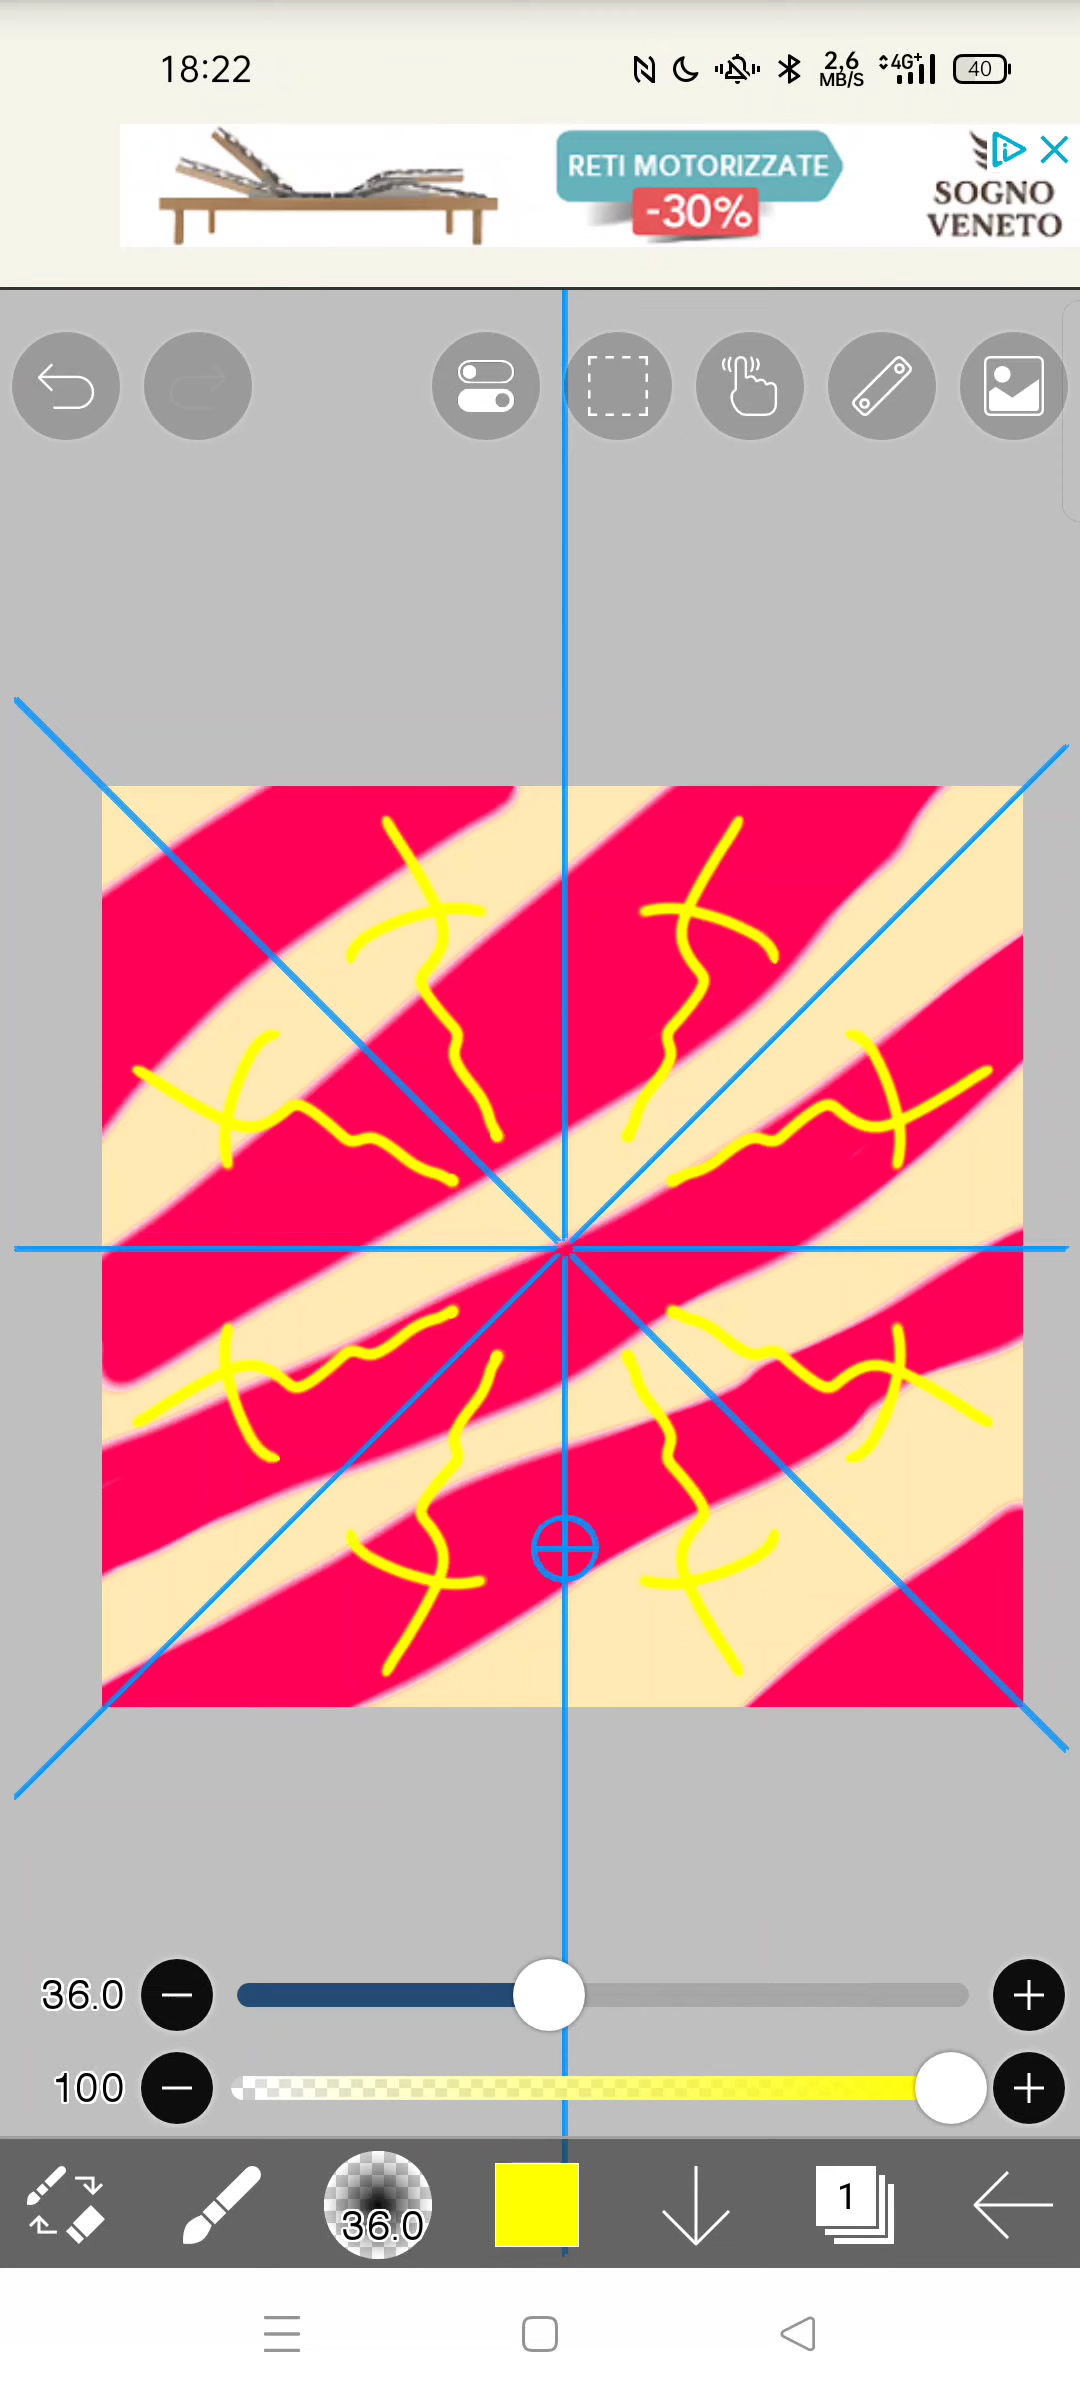 18:22
2,6
MB/S
4G+
40
RETI MOTORIZZATE
-30%
SOGNO
VENETO
36.0
100
36.0
1